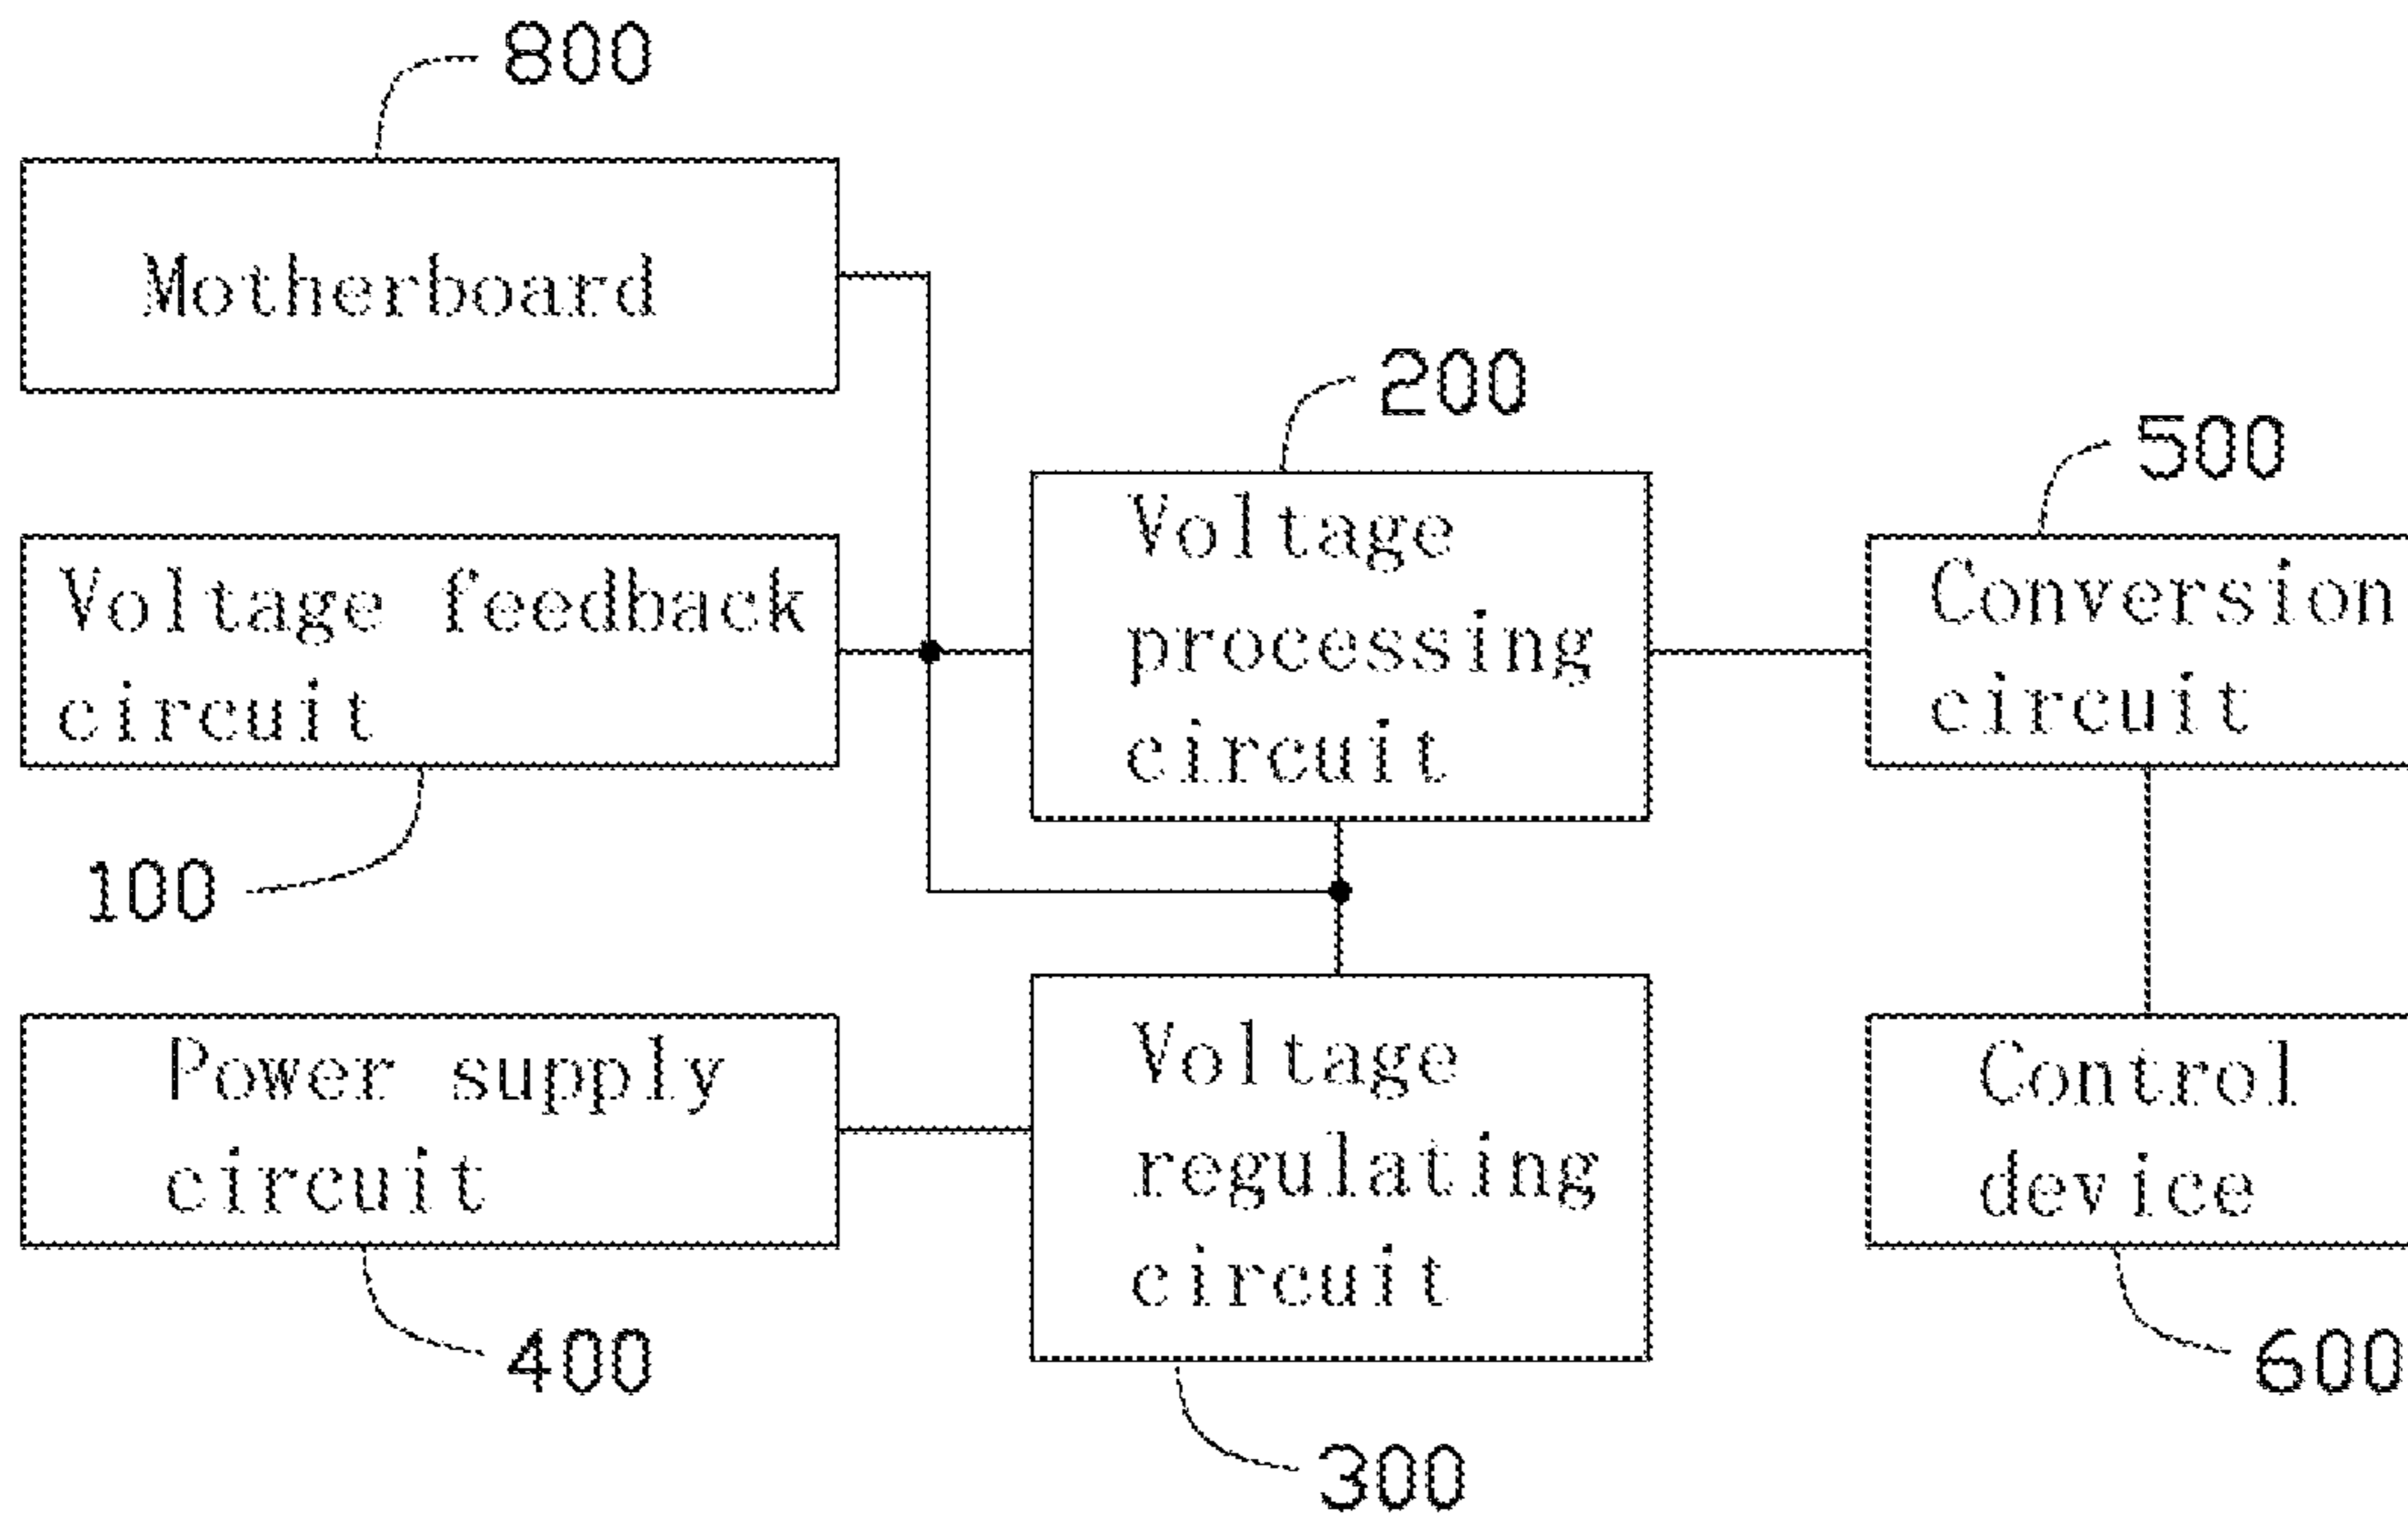 800
Motherboard
200
500
Voltage feedback
circuit
100
Voltage
processing
circuit
Conversion
circuit
Power supply
circuit
400
Voltage
regulating
circuit
300
Control
device
600